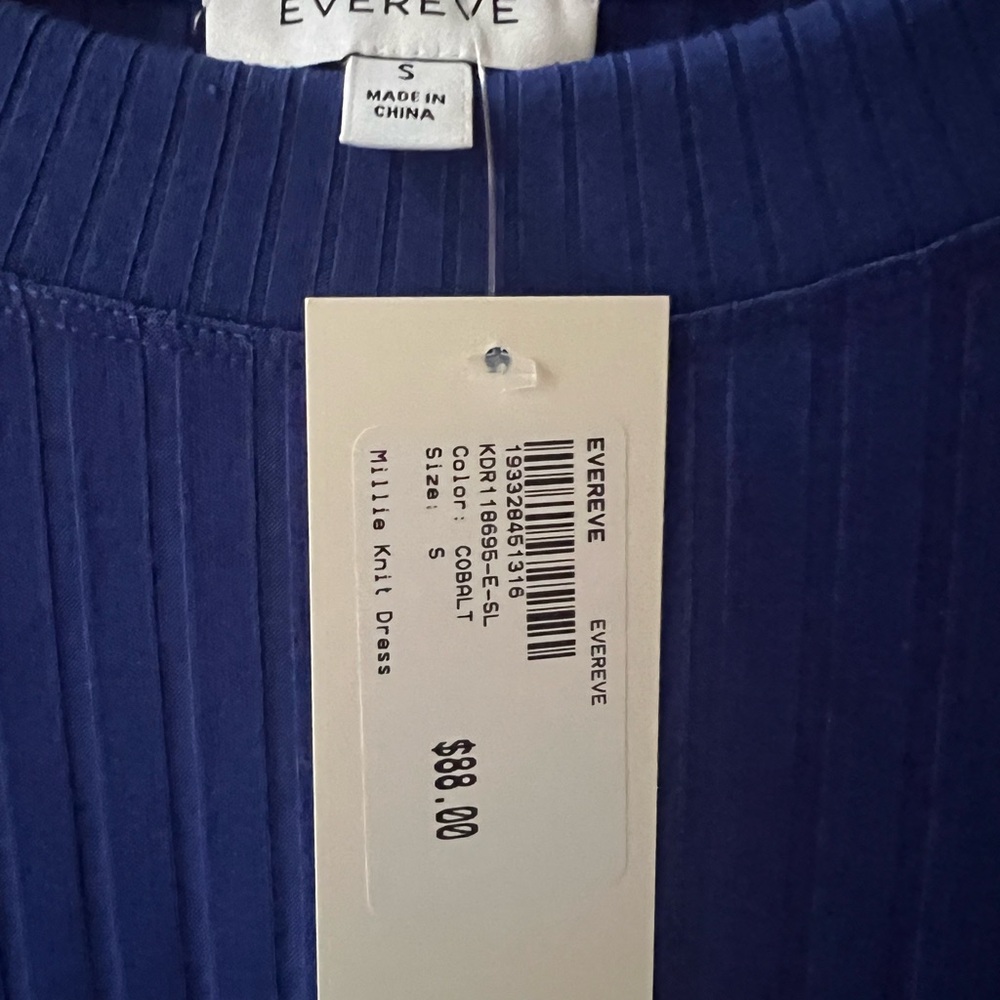 EVEREVE
S
MADE IN
CHINA
EVEREVE EVEREVE
193328451316
KDR118695-E-SL
Color: COBALT
Size: S
$88.00
Millie Knit Dress